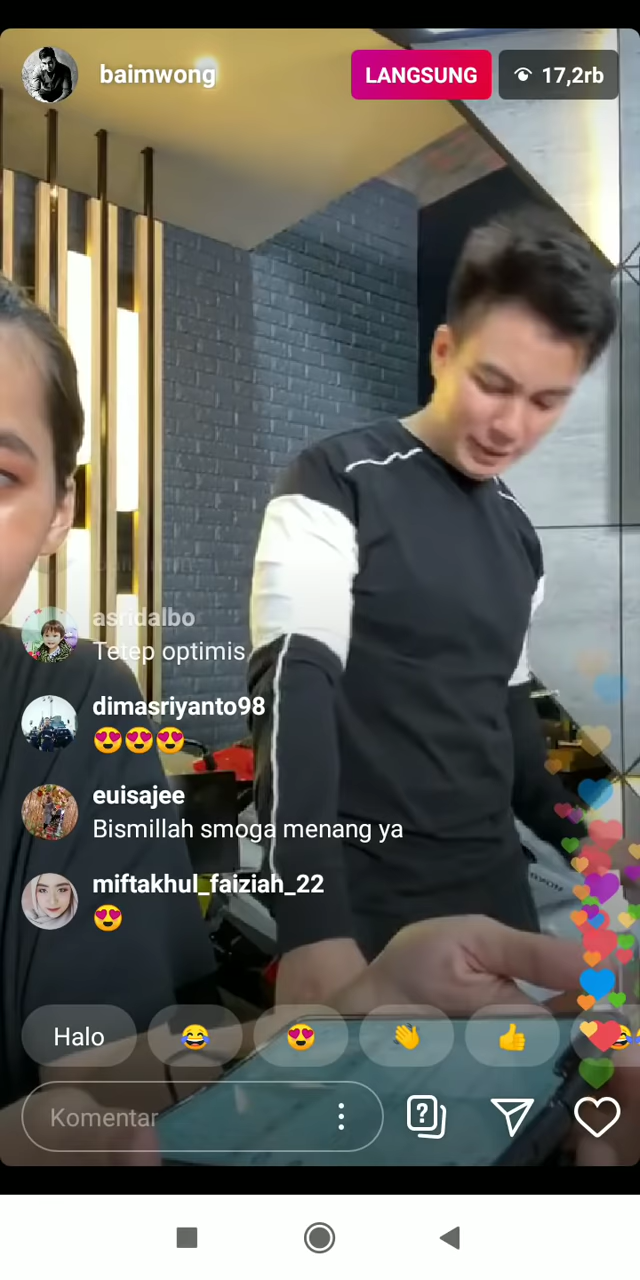 baimwong
LANGSUNG
17,2rb
asridalbo
Tetep optimis
dimasriyanto98
😍😍😍
euisajee
Bismillah smoga menang ya
miftakhul_faiziah_22
😍
Halo 😂 😍 👋 👍 😂
Komentar